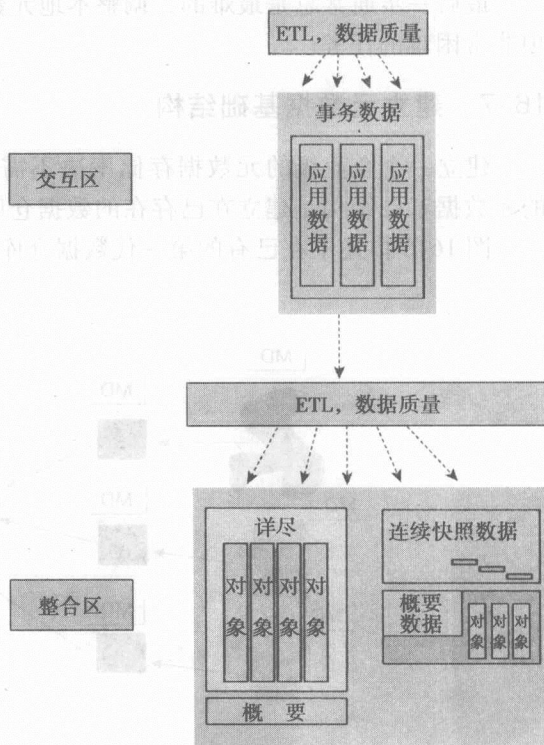 ETL，数据质量
事务数据
应用数据
应用数据
应用数据
交互区
ETL，数据质量
详尽
对象
对象
对象
对象
连续快照数据
概要
数据
对象
对象
对象
整合区
概 要